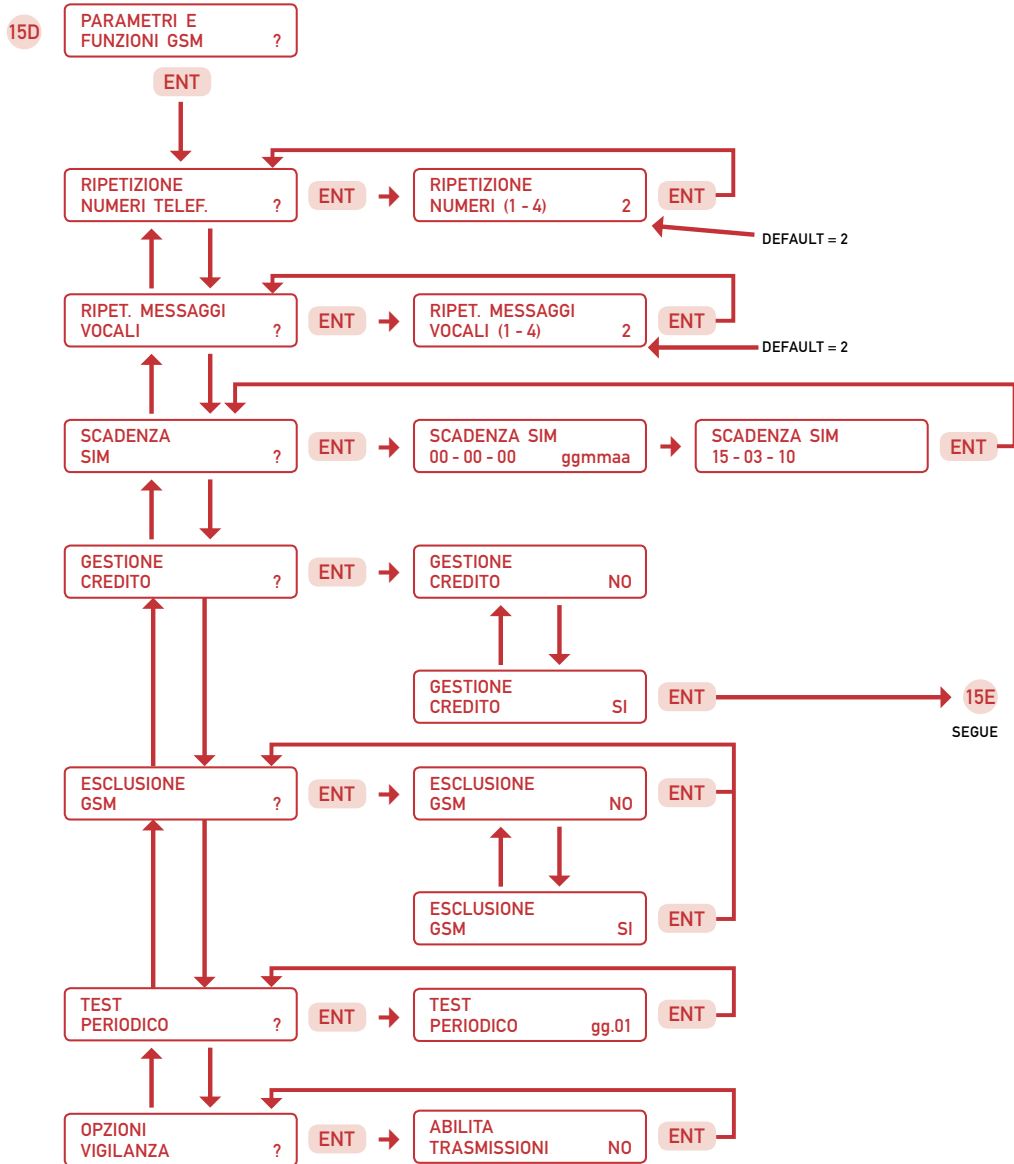 15D
PARAMETRI E
FUNZIONI GSM ?
ENT
RIPETIZIONE
NUMERI TELEF. ?
ENT
RIPETIZIONE
NUMERI (1 - 4) 2
ENT
DEFAULT = 2
RIPET. MESSAGGI
VOCALI ?
ENT
RIPET. MESSAGGI
VOCALI (1 - 4) 2
ENT
DEFAULT = 2
SCADENZA
SIM ?
ENT
SCADENZA SIM
00 - 00 - 00 ggmmaa
SCADENZA SIM
15 - 03 - 10
ENT
GESTIONE
CREDITO ?
ENT
GESTIONE
CREDITO NO
GESTIONE
CREDITO SI
ENT
15E
SEGUE
ESCLUSIONE
GSM ?
ENT
ESCLUSIONE
GSM NO
ENT
ESCLUSIONE
GSM SI
ENT
TEST
PERIODICO ?
ENT
TEST
PERIODICO gg.01
ENT
OPZIONI
VIGILANZA ?
ENT
ABILITA
TRASMISSIONI NO
ENT